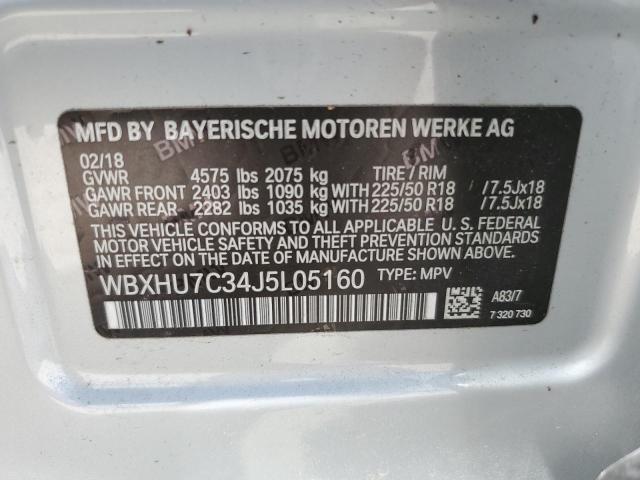 MFD BY BAYERISCHE MOTOREN WERKE AG
02/18
GVWR 4575 lbs 2075 kg TIRE / RIM
GAWR FRONT 2403 lbs 1090 kg WITH 225/50 R18 /7.5Jx18
GAWR REAR 2282 lbs 1035 kg WITH 225/50 R18 /7.5Jx18
THIS VEHICLE CONFORMS TO ALL APPLICABLE U. S. FEDERAL
MOTOR VEHICLE SAFETY AND THEFT PREVENTION STANDARDS
IN EFFECT ON THE DATE OF MANUFACTURE SHOWN ABOVE.
WBXHU7C34J5L05160 TYPE: MPV
A83/7
7 320 730